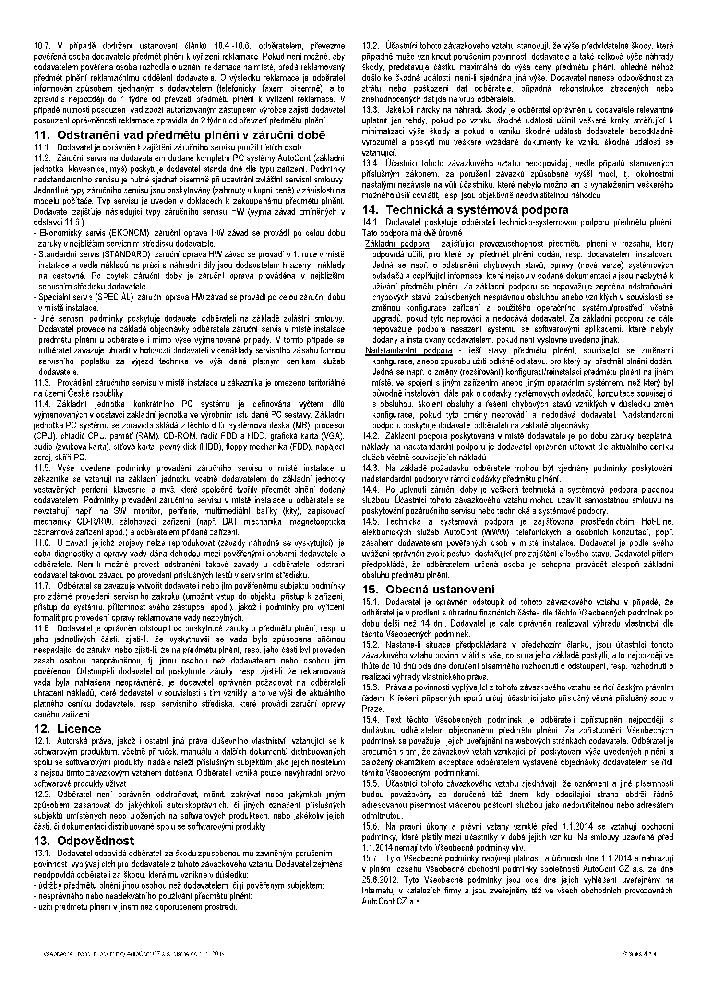 10.7. V případě dodržení ustanovení článků 10.4.-10.6. odběratelem, převezme
pověřená osoba dodavatele předmět plnění k vyřízení reklamace. Pokud není možné, aby
dodavatelem pověřená osoba rozhodla o uznání reklamace na místě, předá reklamovaný
předmět plnění reklamačnímu oddělení dodavatele. O výsledku reklamace je odběratel
informován způsobem sjednaným s dodavatelem (telefonicky, faxem, písemně), a to
zpravidla nejpozději do 1 týdne od převzetí předmětu plnění k vyřízení reklamace. V
případě nutnosti posouzení vad zboží autorizovaným zástupcem výrobce zajistí dodavatel
posouzení oprávněnosti reklamace zpravidla do 2 týdnů od převzetí předmětu plnění.
11. Odstranění vad předmětu plnění v záruční době
11.1. Dodavatel je oprávněn k zajištění záručního servisu použít třetích osob.
11.2. Záruční servis na dodavatelem dodané kompletní PC systémy AutoCont (základní
jednotka, klávesnice, myš) poskytuje dodavatel standardně dle typu zařízení. Podmínky
nadstandardního servisu je nutné sjednat písemně při uzavírání zvláštní servisní smlouvy.
Jednotlivé typy záručního servisu jsou poskytovány (zahrnuty v kupní ceně) v závislosti na
modelu počítače. Typ servisu je uveden v dokladech k zakoupenému předmětu plnění.
Dodavatel zajišťuje následující typy záručního servisu HW (vyjma závad zmíněných v
odstavci 11.6.):
- Ekonomický servis (EKONOM): záruční oprava HW závad se provádí po celou dobu
záruky v nejbližším servisním středisku dodavatele.
- Standardní servis (STANDARD): záruční oprava HW závad se provádí v 1. roce v místě
instalace a vedle nákladů na práci a náhradní díly jsou dodavatelem hrazeny i náklady
na cestovné. Po zbytek záruční doby je záruční oprava prováděna v nejbližším
servisním středisku dodavatele.
- Speciální servis (SPECIÁL): záruční oprava HW závad se provádí po celou záruční dobu
v místě instalace.
- Jiné servisní podmínky poskytuje dodavatel odběrateli na základě zvláštní smlouvy.
Dodavatel provede na základě objednávky odběratele záruční servis v místě instalace
předmětu plnění u odběratele i mimo výše vyjmenované případy. V tomto případě se
odběratel zavazuje uhradit v hotovosti dodavateli vícenáklady servisního zásahu formou
servisního poplatku za výjezd technika ve výši dané platným ceníkem služeb
dodavatele.
11.3. Provádění záručního servisu v místě instalace u zákazníka je omezeno teritoriálně
na území České republiky.
11.4. Základní jednotka konkrétního PC systému je definována výčtem dílů
vyjmenovaných v odstavci základní jednotka ve výrobním listu dané PC sestavy. Základní
jednotka PC systému se zpravidla skládá z těchto dílů: systémová deska (MB), procesor
(CPU), chladič CPU, paměť (RAM), CD-ROM, řadič FDD a HDD, grafická karta (VGA),
audio (zvuková karta), síťová karta, pevný disk (HDD), floppy mechanika (FDD), napájecí
zdroj, skříň PC.
11.5. Výše uvedené podmínky provádění záručního servisu v místě instalace u
zákazníka se vztahují na základní jednotku včetně dodavatelem do základní jednotky
vestavěných periferií, klávesnici a myš, které společně tvořily předmět plnění dodaný
dodavatelem. Podmínky provádění záručního servisu v místě instalace u odběratele se
nevztahují např. na SW, monitor, periferie, multimediální balíky (kity), zapisovací
mechaniky CD-R/RW, zálohovací zařízení (např. DAT mechanika, magnetooptická
záznamová zařízení apod.) a odběratelem přidaná zařízení.
11.6. U závad, jejichž projevy nelze reprodukovat (závady náhodně se vyskytující), je
doba diagnostiky a opravy vady dána dohodou mezi pověřenými osobami dodavatele a
odběratele. Není-li možné provést odstranění takové závady u odběratele, odstraní
dodavatel takovou závadu po provedení příslušných testů v servisním středisku.
11.7. Odběratel se zavazuje vytvořit dodavateli nebo jím pověřenému subjektu podmínky
pro zdárné provedení servisního zákroku (umožnit vstup do objektu, přístup k zařízení,
přístup do systému, přítomnost svého zástupce, apod.), jakož i podmínky pro vyřízení
formalit pro provedení opravy reklamované vady nezbytných.
11.8. Dodavatel je oprávněn odstoupit od poskytnuté záruky u předmětu plnění, resp. u
jeho jednotlivých částí, zjistí-li, že vyskytnuvší se vada byla způsobena příčinou
nespadající do záruky, nebo zjistí-li, že na předmětu plnění, resp. jeho části byl proveden
zásah osobou neoprávněnou, tj. jinou osobou než dodavatelem nebo osobou jím
pověřenou. Odstoupí-li dodavatel od poskytnuté záruky, resp. zjistí-li, že reklamovaná
vada byla nahlášena neoprávněně, je dodavatel oprávněn požadovat na odběrateli
uhrazení nákladů, které dodavateli v souvislosti s tím vznikly, a to ve výši dle aktuálního
platného ceníku dodavatele, resp. servisního střediska, které provádí záruční opravy
daného zařízení.
12. Licence
12.1. Autorská práva, jakož i ostatní jiná práva duševního vlastnictví, vztahující se k
softwarovým produktům, včetně příruček, manuálů a dalších dokumentů distribuovaných
spolu se softwarovými produkty, nadále náleží příslušným subjektům jako jejich nositelům
a nejsou tímto závazkovým vztahem dotčena. Odběrateli vzniká pouze nevýhradní právo
softwarové produkty užívat.
12.2. Odběratel není oprávněn odstraňovat, měnit, zakrývat nebo jakýmkoli jiným
způsobem zasahovat do jakýchkoli autorskoprávních, či jiných označení příslušných
subjektů umístěných nebo uložených na softwarových produktech, nebo jakékoliv jejich
části, či dokumentaci distribuované spolu se softwarovými produkty.
13. Odpovědnost
13.1. Dodavatel odpovídá odběrateli za škodu způsobenou mu zaviněným porušením
povinností vyplývajících pro dodavatele z tohoto závazkového vztahu. Dodavatel zejména
neodpovídá odběrateli za škodu, která mu vznikne v důsledku:
- údržby předmětu plnění jinou osobou než dodavatelem, či jí pověřeným subjektem;
- nesprávného nebo neadekvátního používání předmětu plnění;
- užití předmětu plnění v jiném než doporučeném prostředí.
13.2. Účastníci tohoto závazkového vztahu stanovují, že výše předvídatelné škody, která
případně může vzniknout porušením povinností dodavatele a také celková výše náhrady
škody, představuje částku maximálně do výše ceny předmětu plnění, ohledně něhož
došlo ke škodné události, není-li sjednána jiná výše. Dodavatel nenese odpovědnost za
ztrátu nebo poškození dat odběratele, případná rekonstrukce ztracených nebo
znehodnocených dat jde na vrub odběratele.
13.3. Jakékoli nároky na náhradu škody je odběratel oprávněn u dodavatele relevantně
uplatnit jen tehdy, pokud po vzniku škodné události učinil veškeré kroky směřující k
minimalizaci výše škody a pokud o vzniku škodné události dodavatele bezodkladně
vyrozuměl a poskytl mu veškeré vyžádané dokumenty ke vzniku škodné události se
vztahující.
13.4. Účastníci tohoto závazkového vztahu neodpovídají, vedle případů stanovených
příslušným zákonem, za porušení závazků způsobené vyšší mocí, tj. okolnostmi
nastalými nezávisle na vůli účastníků, které nebylo možno ani s vynaložením veškerého
možného úsilí odvrátit, resp. jsou objektivně neodvratitelnou náhodou.
14. Technická a systémová podpora
14.1. Dodavatel poskytuje odběrateli technicko-systémovou podporu předmětu plnění.
Tato podpora má dvě úrovně:
Základní podpora - zajišťující provozuschopnost předmětu plnění v rozsahu, který
odpovídá užití, pro které byl předmět plnění dodán, resp. dodavatelem instalován.
Jedná se např. o odstranění chybových stavů, opravy (nové verze) systémových
ovladačů a doplňující informace, které nejsou v dodané dokumentaci a jsou nezbytné k
užívání předmětu plnění. Za základní podporu se nepovažuje zejména odstraňování
chybových stavů, způsobených nesprávnou obsluhou anebo vzniklých v souvislosti se
změnou konfigurace zařízení a použitého operačního systému/prostředí včetně
upgradů, pokud tyto neprovádí a nedodává dodavatel. Za základní podporu se dále
nepovažuje podpora nasazení systému se softwarovými aplikacemi, které nebyly
dodány a instalovány dodavatelem, pokud není výslovně uvedeno jinak.
Nadstandardní podpora - řeší stavy předmětu plnění, související se změnami
konfigurace, anebo způsobu užití odlišně od stavu, pro který byl předmět plnění dodán.
Jedná se např. o změny (rozšiřování) konfigurací/reinstalaci předmětu plnění na jiném
místě, ve spojení s jiným zařízením anebo jiným operačním systémem, než který byl
původně instalován; dále pak o dodávky systémových ovladačů, konzultace související
s obsluhou, školení obsluhy a řešení chybových stavů vzniklých v důsledku změn
konfigurace, pokud tyto změny neprovádí a nedodává dodavatel. Nadstandardní
podporu poskytuje dodavatel odběrateli na základě objednávky.
14.2. Základní podpora poskytovaná v místě dodavatele je po dobu záruky bezplatná,
náklady na nadstandardní podporu je dodavatel oprávněn účtovat dle aktuálního ceníku
služeb včetně souvisejících nákladů.
14.3. Na základě požadavku odběratele mohou být sjednány podmínky poskytování
nadstandardní podpory v rámci dodávky předmětu plnění.
14.4. Po uplynutí záruční doby je veškerá technická a systémová podpora placenou
službou. Účastníci tohoto závazkového vztahu mohou uzavřít samostatnou smlouvu na
poskytování pozáručního servisu nebo technické a systémové podpory.
14.5. Technická a systémová podpora je zajišťována prostřednictvím Hot-Line,
elektronických služeb AutoCont (WWW), telefonických a osobních konzultací, popř.
zásahem dodavatelem pověřených osob v místě instalace. Dodavatel je podle svého
uvážení oprávněn zvolit postup, dostačující pro zajištění cílového stavu. Dodavatel přitom
předpokládá, že odběratelem určená osoba je schopna provádět alespoň základní
obsluhu předmětu plnění.
15. Obecná ustanovení
15.1. Dodavatel je oprávněn odstoupit od tohoto závazkového vztahu v případě, že
odběratel je v prodlení s úhradou finančních částek dle těchto Všeobecných podmínek po
dobu delší než 14 dní. Dodavatel je dále oprávněn realizovat výhradu vlastnictví dle
těchto Všeobecných podmínek.
15.2. Nastane-li situace předpokládaná v předchozím článku, jsou účastníci tohoto
závazkového vztahu povinni vrátit si vše, co si na jeho základě poskytli, a to nejpozději ve
lhůtě do 10 dnů ode dne doručení písemného rozhodnutí o odstoupení, resp. rozhodnutí o
realizaci výhrady vlastnického práva.
15.3. Práva a povinnosti vyplývající z tohoto závazkového vztahu se řídí českým právním
řádem. K řešení případných sporů určují účastníci jako příslušný věcně příslušný soud v
Praze.
15.4. Text těchto Všeobecných podmínek je odběrateli zpřístupněn nejpozději s
dodávkou odběratelem objednaného předmětu plnění. Za zpřístupnění Všeobecných
podmínek se považuje i jejich uveřejnění na webových stránkách dodavatele. Odběratel je
srozuměn s tím, že závazkový vztah vznikající při poskytování výše uvedených plnění a
založený okamžikem akceptace odběratelem vystavené objednávky dodavatelem se řídí
těmito Všeobecnými podmínkami.
15.5. Účastníci tohoto závazkového vztahu sjednávají, že oznámení a jiné písemnosti
budou považovány za doručené též dnem, kdy odesílající strana obdrží řádně
adresovanou písemnost vrácenou poštovní službou jako nedoručitelnou nebo adresátem
odmítnutou.
15.6. Na právní úkony a právní vztahy vzniklé před 1.1.2014 se vztahují obchodní
podmínky, které platily mezi účastníky v době jejich vzniku. Na smlouvy uzavřené před
1.1.2014 nemají tyto Všeobecné podmínky vliv.
15.7. Tyto Všeobecné podmínky nabývají platnosti a účinnosti dne 1.1.2014 a nahrazují
v plném rozsahu Všeobecné obchodní podmínky společnosti AutoCont CZ a.s. ze dne
25.6.2012. Tyto Všeobecné podmínky jsou ode dne jejich vyhlášení uveřejněny na
Internetu, v katalozích firmy a jsou zveřejněny též ve všech obchodních provozovnách
AutoCont CZ a.s.
Všeobecné obchodní podmínky AutoCont CZ a.s. platné od 1. 1. 2014
Stranka 4 z 4